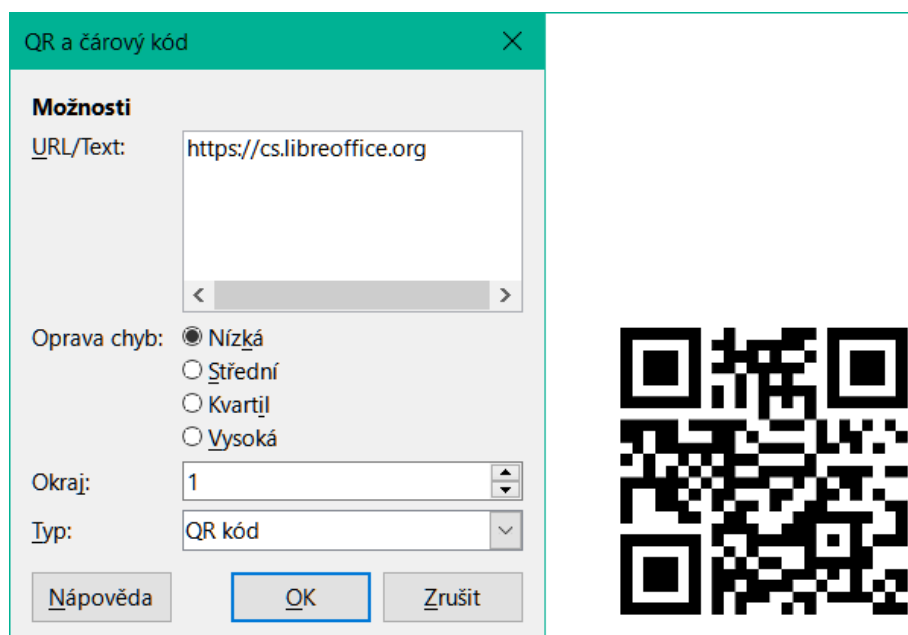 QR a čárový kód
Možnosti
URL/Text: https://cs.libreoffice.org
Oprava chyb: Nízká
Střední
Kvartil
Vysoká
Okraj: 1
Typ: QR kód
Nápověda OK Zrušit